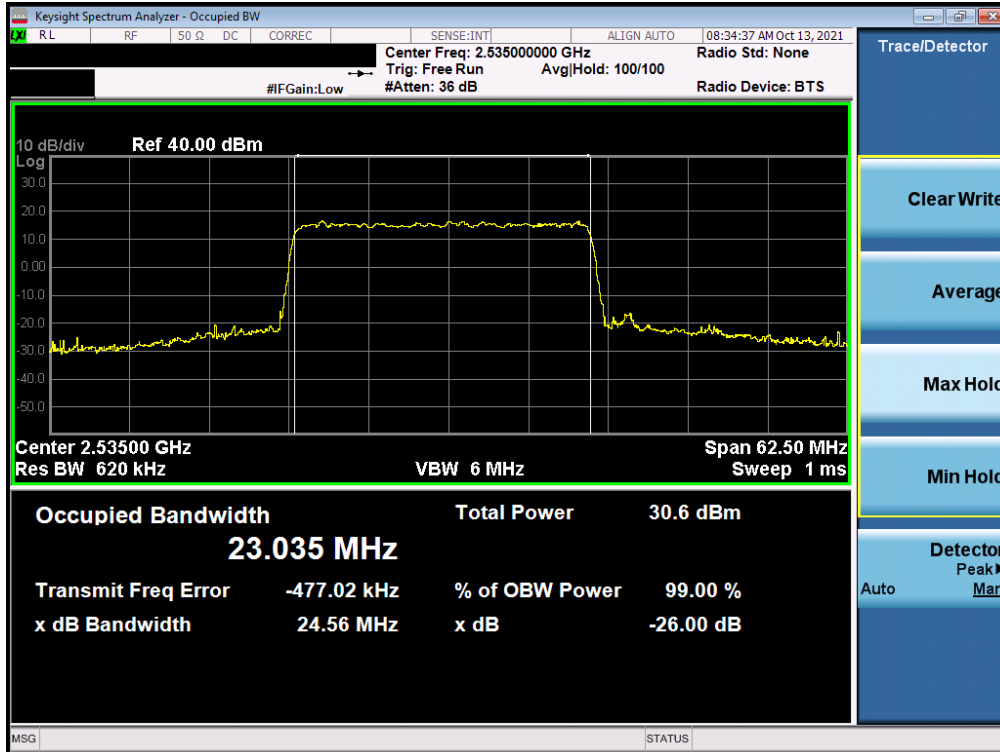 Keysight Spectrum Analyzer - Occupied BW
LXI RL RF 50 Ω DC CORREC SENSE:INT ALIGN AUTO 08:34:37 AM Oct 13, 2021
Center Freq: 2.535000000 GHz Radio Std: None
Trig: Free Run Avg|Hold: 100/100
#IFGain:Low #Atten: 36 dB Radio Device: BTS
10 dB/div Ref 40.00 dBm
Log
30.0
20.0
10.0
0.00
-10.0
-20.0
-30.0
-40.0
-50.0
Center 2.53500 GHz Span 62.50 MHz
Res BW 620 kHz VBW 6 MHz Sweep 1 ms
Occupied Bandwidth Total Power 30.6 dBm
23.035 MHz
Transmit Freq Error -477.02 kHz % of OBW Power 99.00 %
x dB Bandwidth 24.56 MHz x dB -26.00 dB
MSG STATUS
Trace/Detector
Clear Write
Average
Max Hold
Min Hold
Detector
Peak
Auto Man